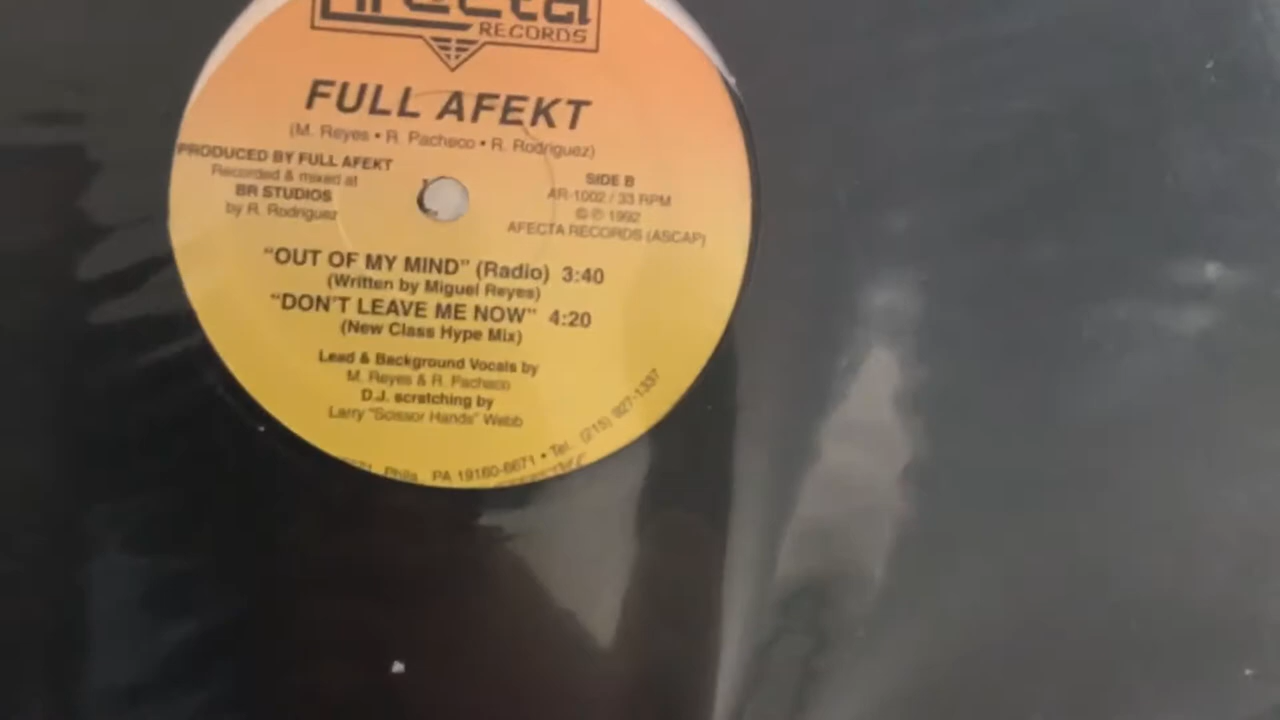 Afecta
RECORDS
FULL AFEKT
(M. Reyes • R. Pacheco • R. Rodriguez)
PRODUCED BY FULL AFEKT
Recorded & mixed at
BR STUDIOS
by R. Rodriguez
SIDE B
AR-1002 / 33 RPM
© ℗ 1992
AFECTA RECORDS (ASCAP)
"OUT OF MY MIND" (Radio) 3:40
(Written by Miguel Reyes)
"DON'T LEAVE ME NOW" 4:20
(New Class Hype Mix)
Lead & Background Vocals by
M. Reyes & R. Pacheco
D.J. scratching by
Larry "Scissor Hands" Webb
Phila PA 19160-6671 • Tel. (215) 927-1337